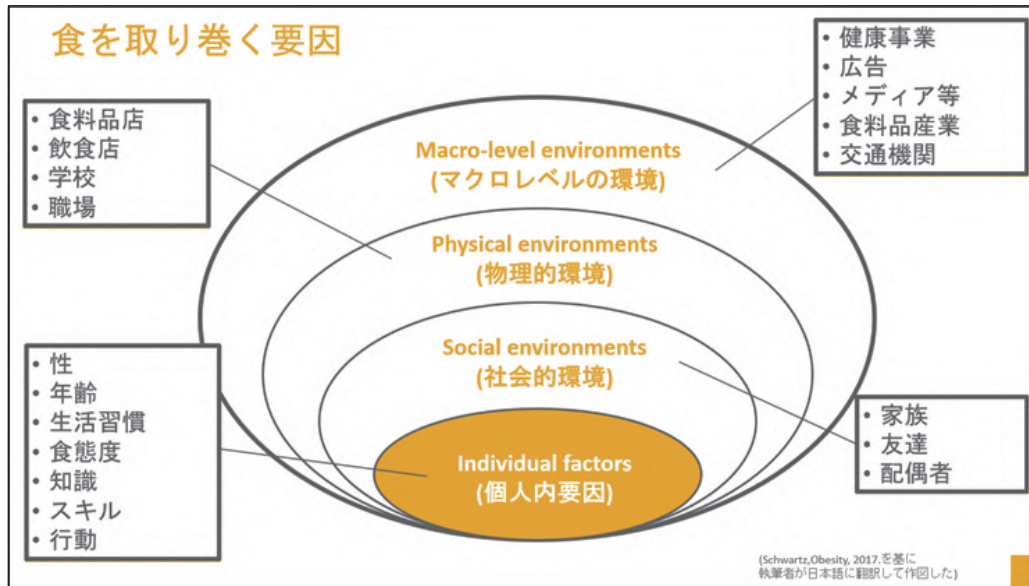 食を取り巻く要因
• 食料品店
• 飲食店
• 学校
• 職場
• 健康事業
• 広告
• メディア等
• 食料品産業
• 交通機関
Macro-level environments
(マクロレベルの環境)
Physical environments
(物理的環境)
Social environments
(社会的環境)
Individual factors
(個人内要因)
• 性
• 年齢
• 生活習慣
• 食態度
• 知識
• スキル
• 行動
• 家族
• 友達
• 配偶者
(Schwartz,Obesity, 2017.を基に
執筆者が日本語に翻訳して作図した)